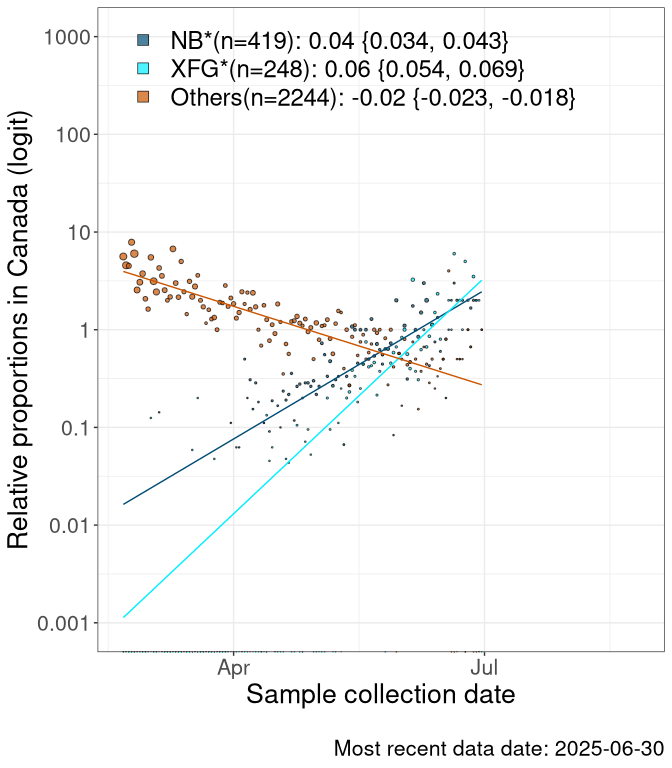 NB*(n=419): 0.04 {0.034, 0.043}
XFG*(n=248): 0.06 {0.054, 0.069}
Others(n=2244): -0.02 {-0.023, -0.018}
Relative proportions in Canada (logit)
1000
100
10
1
0.1
0.01
0.001
Apr
Jul
Sample collection date
Most recent data date: 2025-06-30